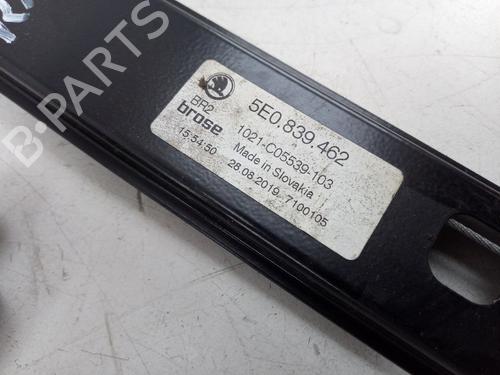 5E0.839.462
BR2
brose
1021-C05539-103
Made in Slovakia
15:54:50
28.08.2019 7100105
B-PARTS